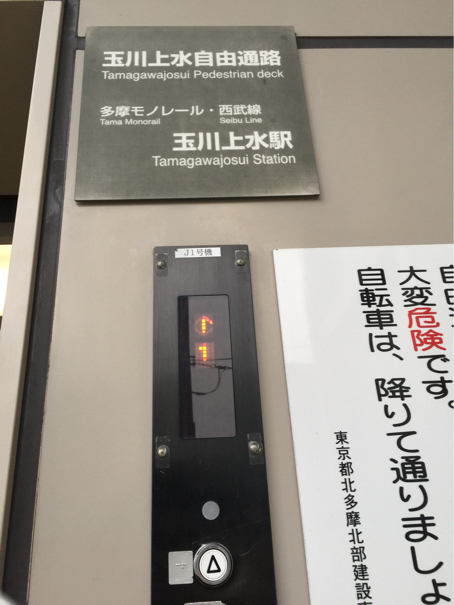 玉川上水自由通路
Tamagawajosui Pedestrian deck
多摩モノレール・西武線
Tama Monorail Seibu Line
玉川上水駅
Tamagawajosui Station
J1号機
1
大変危険です。
自転車は、降りて通りましょ
東京都北多摩北部建設